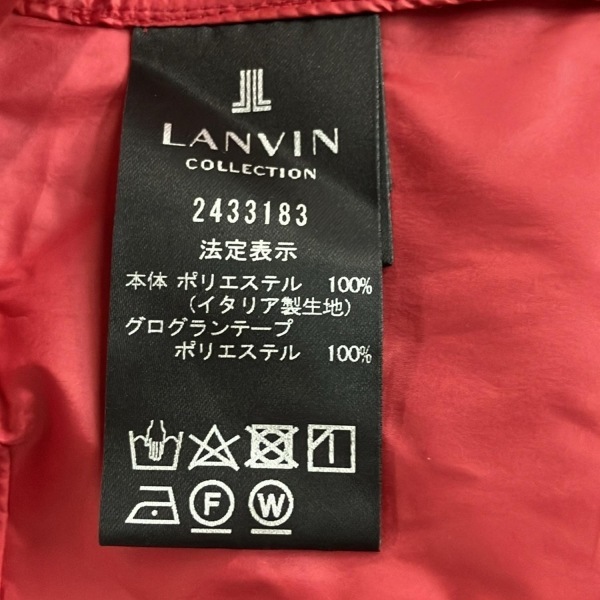 LANVIN
COLLECTION
2433183
法定表示
本体 ポリエステル 100%
(イタリア製生地)
グログランテープ
ポリエステル 100%
F W